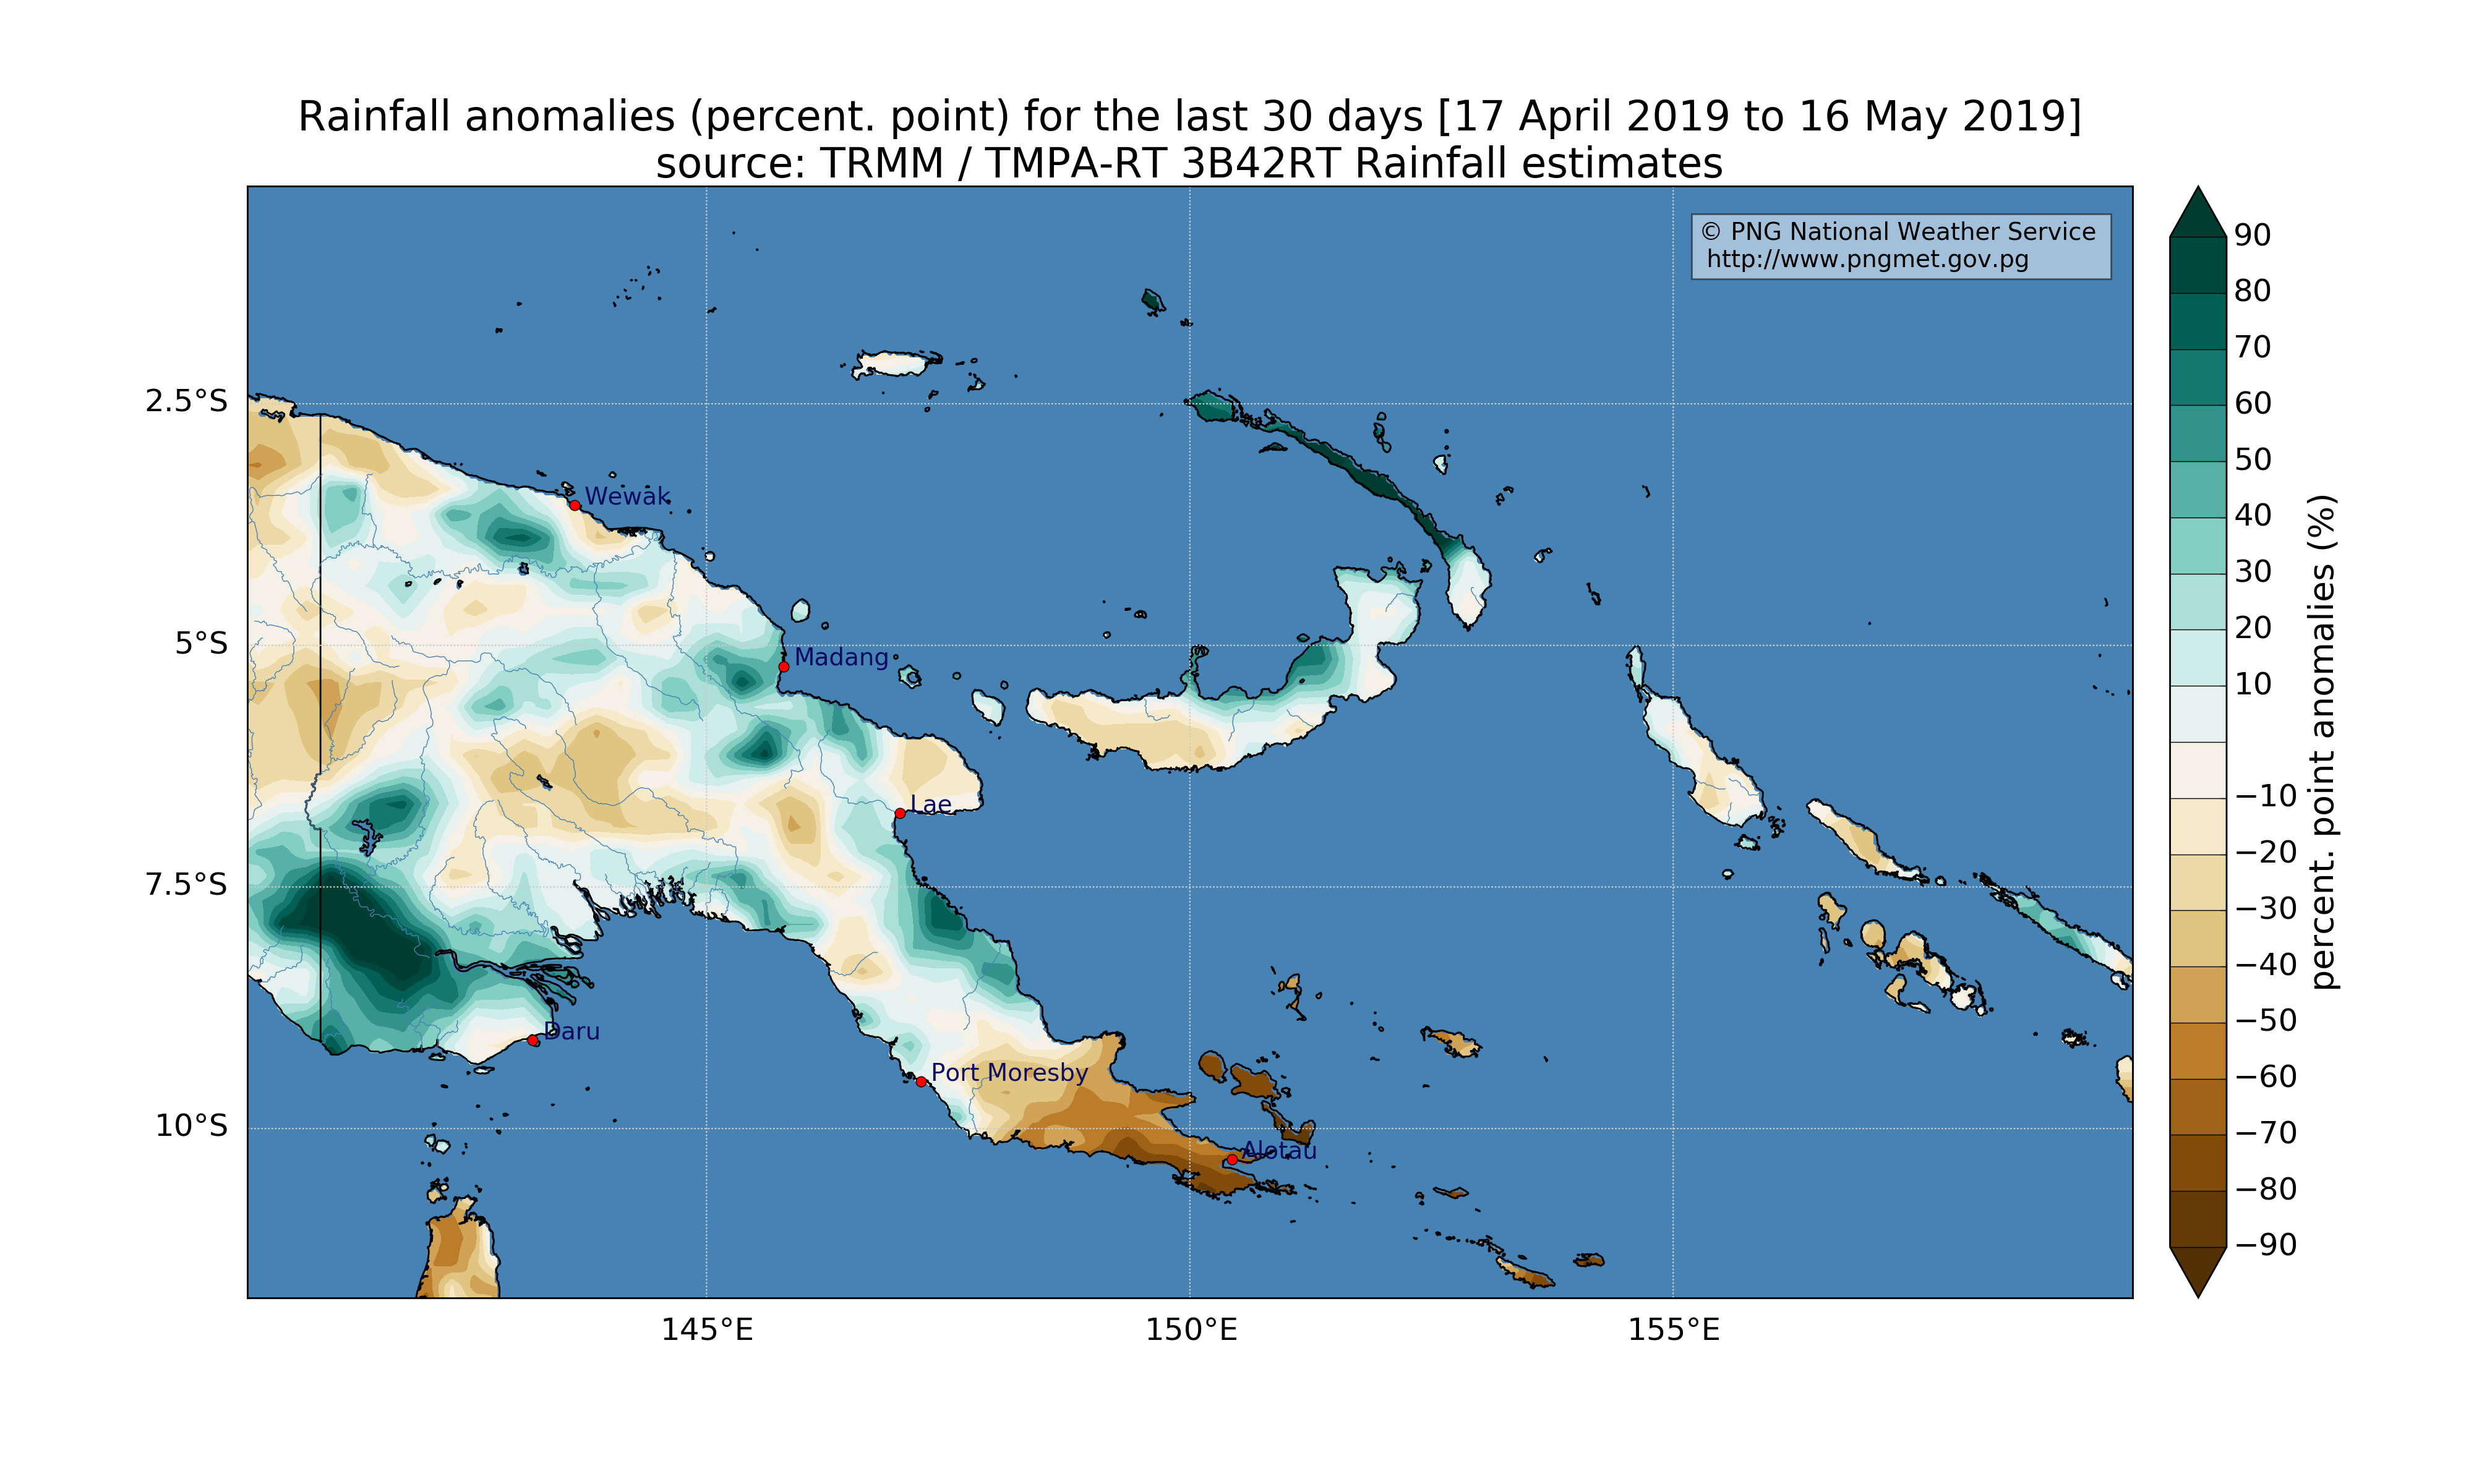 Rainfall anomalies (percent. point) for the last 30 days [17 April 2019 to 16 May 2019]
source: TRMM / TMPA-RT 3B42RT Rainfall estimates
© PNG National Weather Service
http://www.pngmet.gov.pg
2.5°S
5°S
7.5°S
10°S
145°E
150°E
155°E
Wewak
Madang
Lae
Daru
Port Moresby
Alotau
90
80
70
60
50
40
30
20
10
−10
−20
−30
−40
−50
−60
−70
−80
−90
percent. point anomalies (%)